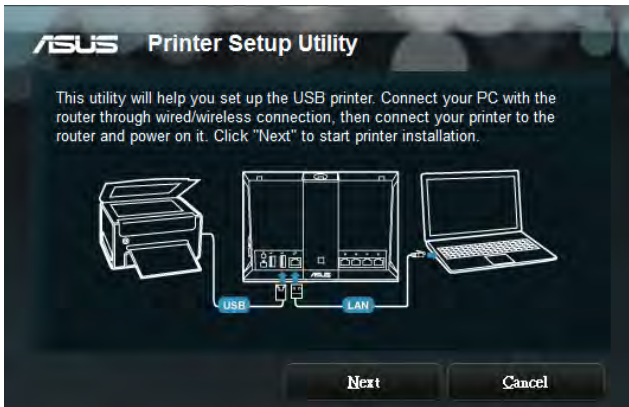 ASUS Printer Setup Utility
This utility will help you set up the USB printer. Connect your PC with the
router through wired/wireless connection, then connect your printer to the
router and power on it. Click "Next" to start printer installation.
ASUS
USB
LAN
Next
Cancel